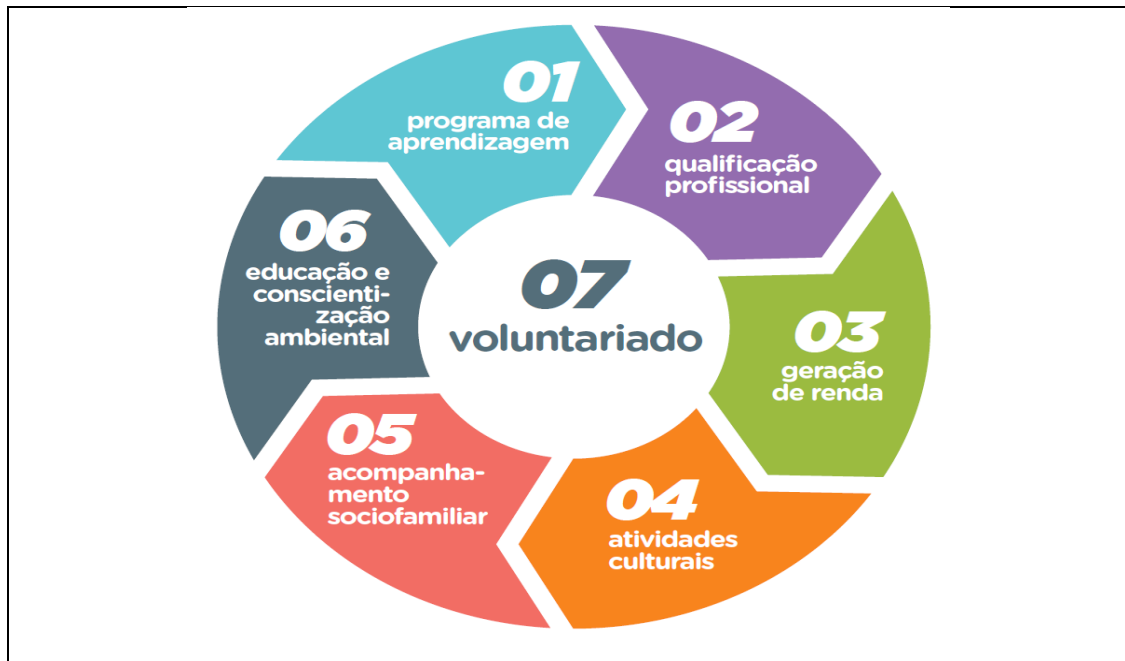 01
programa de
aprendizagem
02
qualificação
profissional
03
geração
de renda
04
atividades
culturais
05
acompanha-
mento
sociofamiliar
06
educação e
conscienti-
zação
ambiental
07
voluntariado